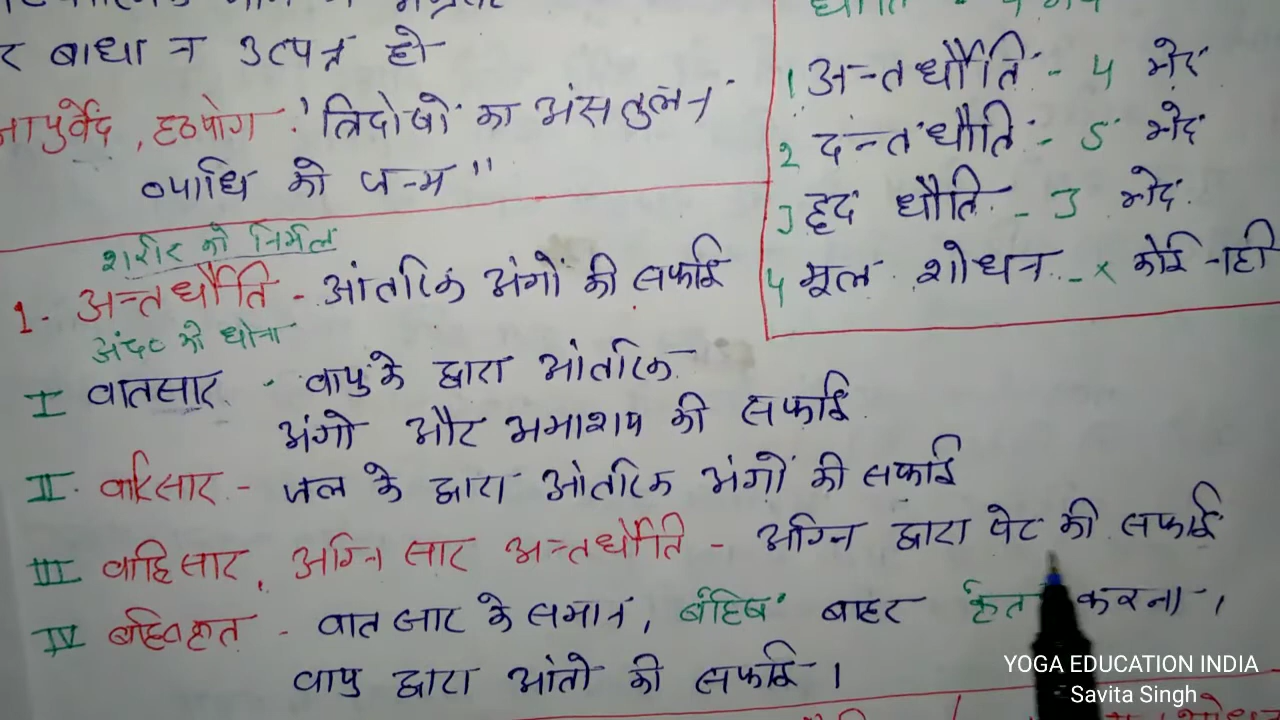 बाधा न उत्पन्न हो
आयुर्वेद, हठयोग : 'त्रिदोषों का अंसतुलन
व्याधि को जन्म"
1 अन्तर्धौति - 4 भेद
2 दन्त धौति - 5 भेद
3 हृद धौति - 3 भेद
4 मूल शोधन - × कोई नही
शरीर को निर्मल
1. अन्तर्धौति - आंतरिक अंगों की सफाई
अंदर को धोना
I वातसार - वायु के द्वारा आंतरिक
अंगो और अमाशय की सफाई
II वारिसार - जल के द्वारा आंतरिक अंगों की सफाई
III वहिसार, अग्नि सार अन्तर्धौति - अग्नि द्वारा पेट की सफाई
IV बहिष्कृत - वातसार के समान, बहिष बाहर कृत करना।
वायु द्वारा आंतो की सफाई।
YOGA EDUCATION INDIA
Savita Singh